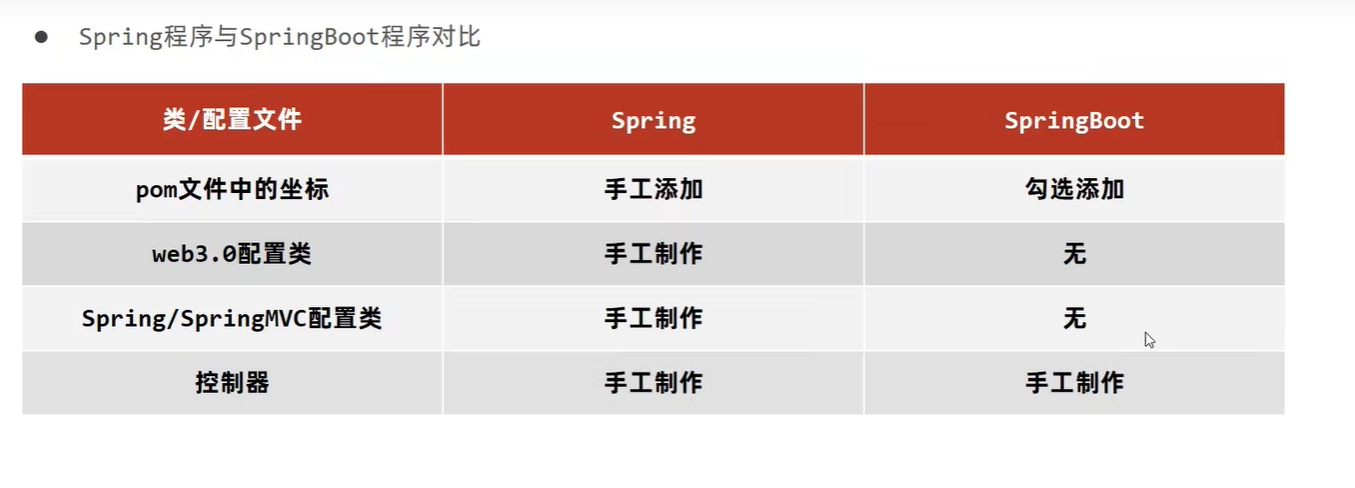 ● Spring程序与SpringBoot程序对比
类/配置文件 Spring SpringBoot
pom文件中的坐标 手工添加 勾选添加
web3.0配置类 手工制作 无
Spring/SpringMVC配置类 手工制作 无
控制器 手工制作 手工制作